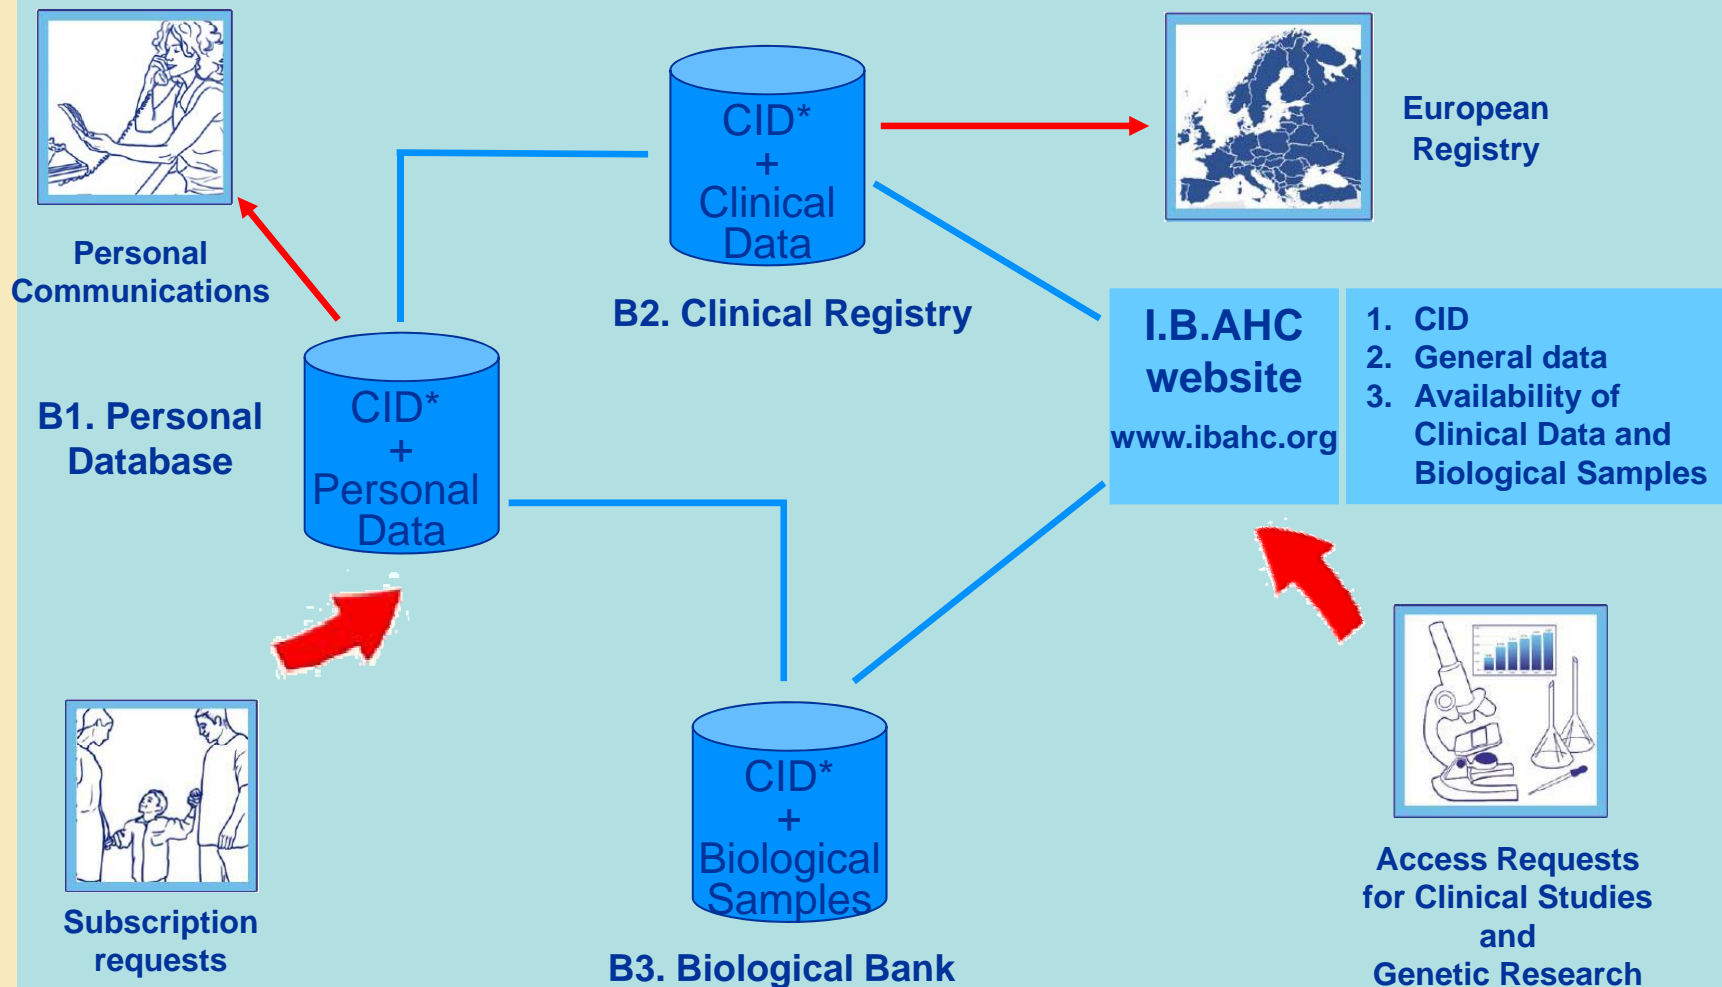 Personal
Communications
CID*
+
Clinical
Data
B2. Clinical Registry
European
Registry
B1. Personal
Database
CID*
+
Personal
Data
I.B.AHC
website
www.ibahc.org
1. CID
2. General data
3. Availability of
Clinical Data and
Biological Samples
Subscription
requests
CID*
+
Biological
Samples
B3. Biological Bank
Access Requests
for Clinical Studies
and
Genetic Research